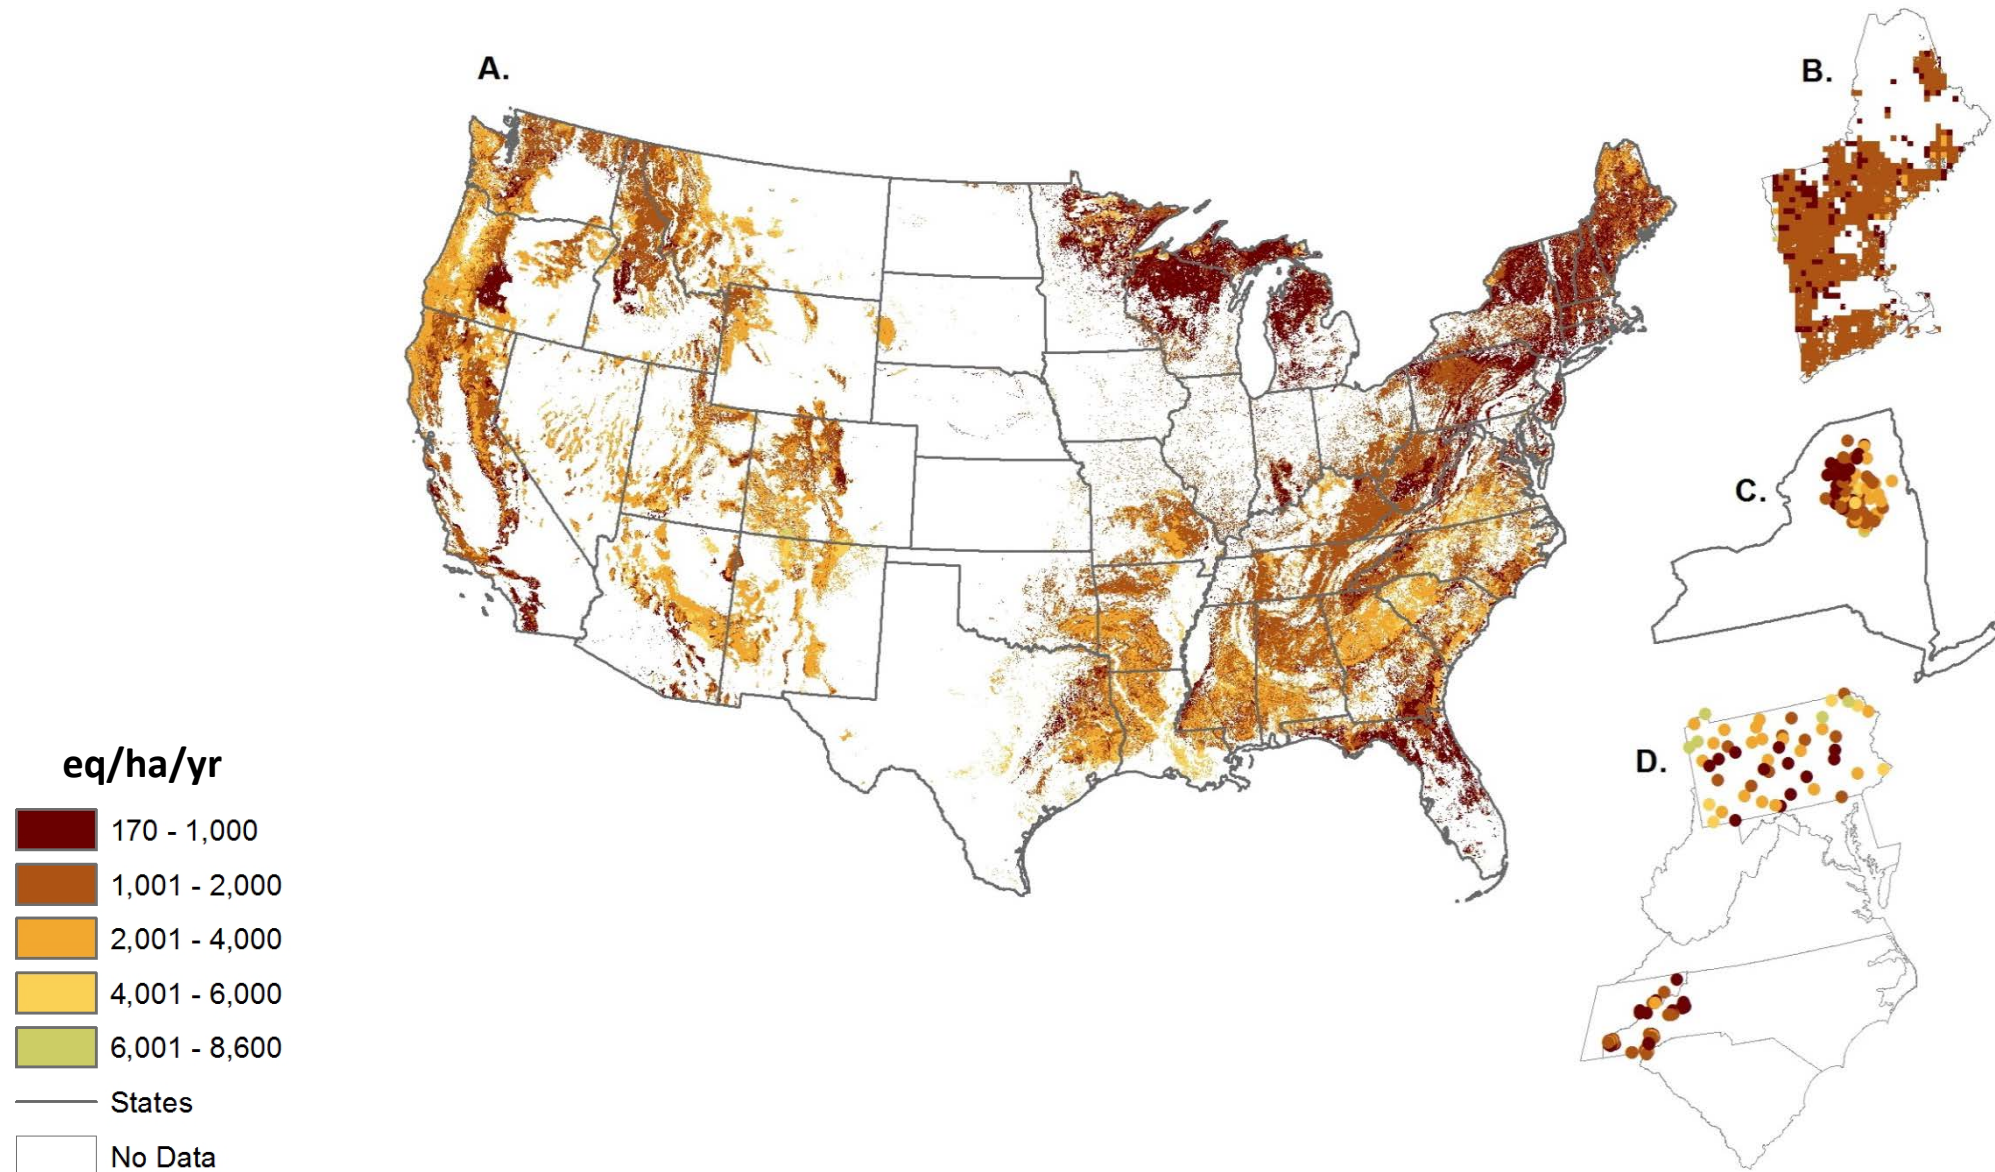 A.
B.
C.
D.
eq/ha/yr
170 - 1,000
1,001 - 2,000
2,001 - 4,000
4,001 - 6,000
6,001 - 8,600
States
No Data